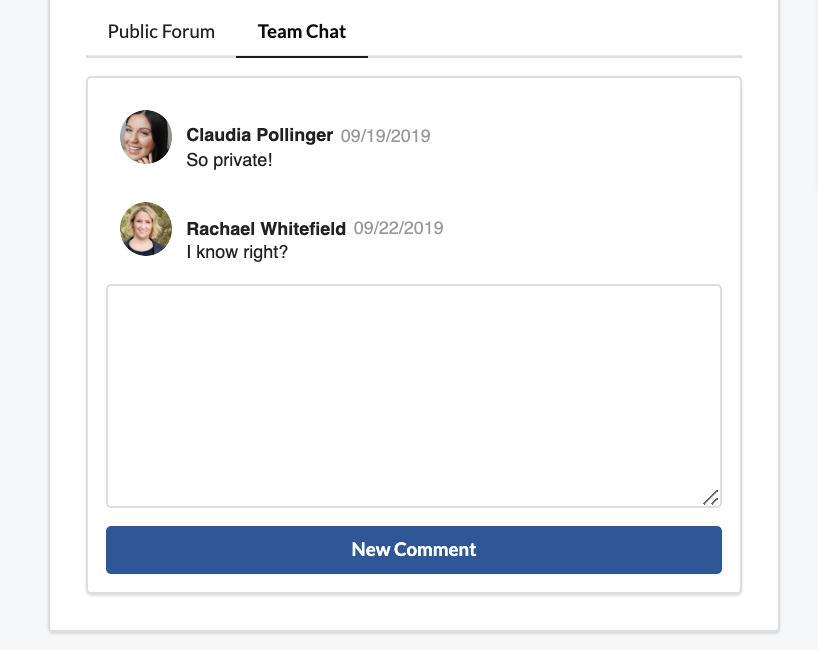 Public Forum Team Chat
Claudia Pollinger 09/19/2019
So private!
Rachael Whitefield 09/22/2019
I know right?
New Comment